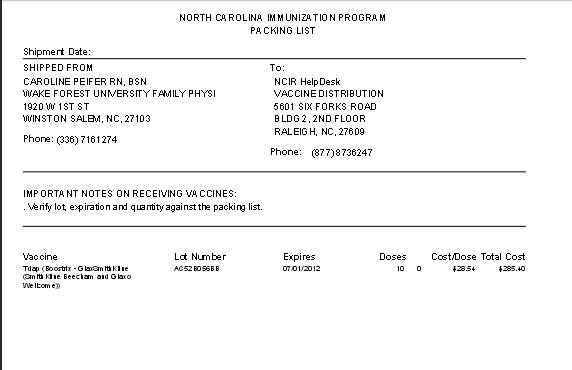 NORTH CAROLINA IMMUNIZATION PROGRAM
PACKING LIST
Shipment Date:
SHIPPED FROM
CAROLINE PEIFER RN, BSN
WAKE FOREST UNIVERSITY FAMILY PHYSI
1920 W 1ST ST
WINSTON SALEM, NC, 27103
Phone: (336) 7161274
To:
NCIR HelpDesk
VACCINE DISTRIBUTION
5601 SIX FORKS ROAD
BLDG 2, 2ND FLOOR
RALEIGH, NC, 27609
Phone: (877)8736247
IMPORTANT NOTES ON RECEIVING VACCINES:
. Verify lot, expiration and quantity against the packing list.
Vaccine Lot Number Expires Doses Cost/Dose Total Cost
Tdap (Boostrix - GlaxSmithKline AC52B056BB 07/01/2012 10 0 $28.54 $285.40
(SmithKline Beecham and Glaxo
Wellcome))